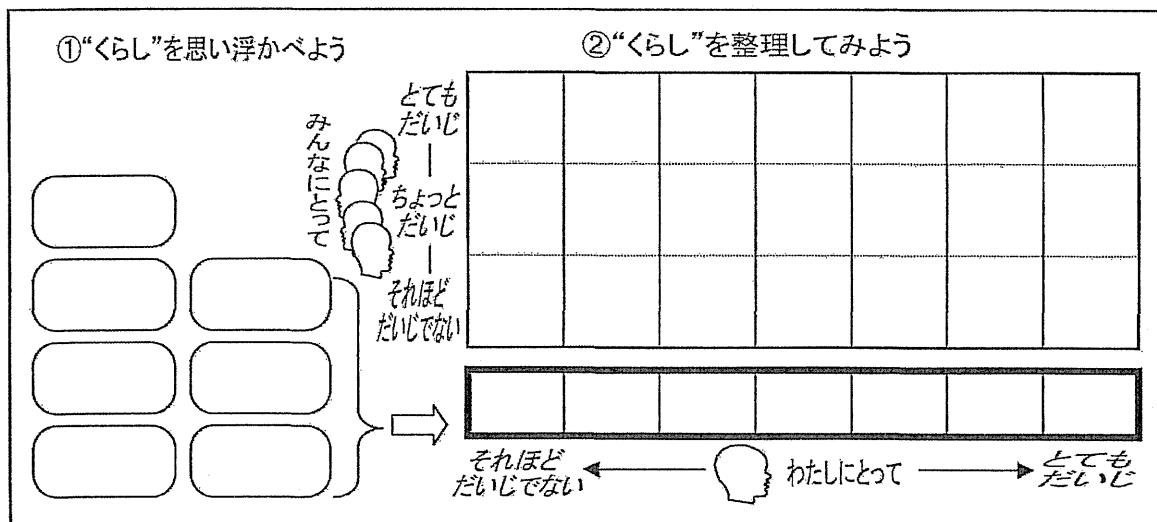 ①“くらし”を思い浮かべよう
②“くらし”を整理してみよう
みんなにとって
とても
だいじ
ちょっと
だいじ
それほど
だいじでない
それほど
だいじでない
わたしにとって
とても
だいじ